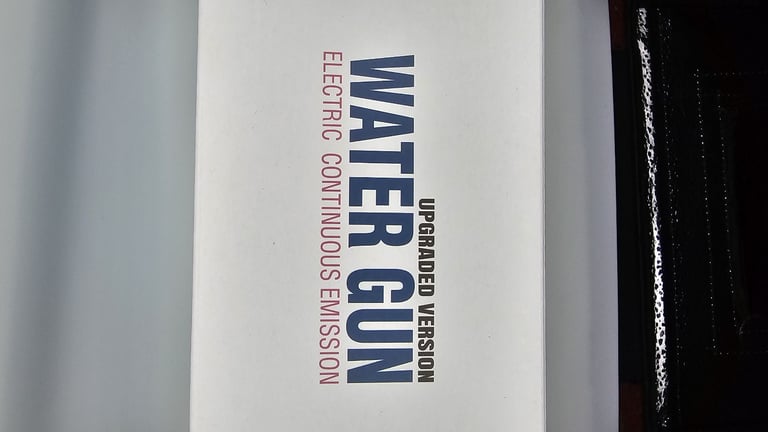 UPGRADED VERSION
WATER GUN
ELECTRIC CONTINUOUS EMISSION